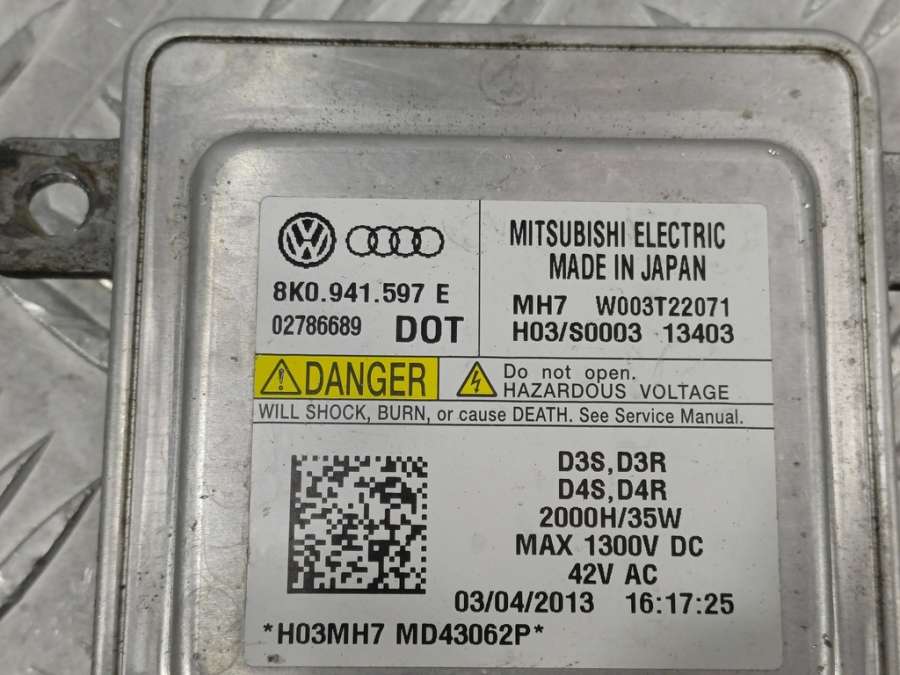 8K0.941.597 E
02786689 DOT
MITSUBISHI ELECTRIC
MADE IN JAPAN
MH7 W003T22071
H03/S0003 13403
DANGER
Do not open.
HAZARDOUS VOLTAGE
WILL SHOCK, BURN, or cause DEATH. See Service Manual.
D3S,D3R
D4S,D4R
2000H/35W
MAX 1300V DC
42V AC
03/04/2013 16:17:25
*H03MH7 MD43062P*